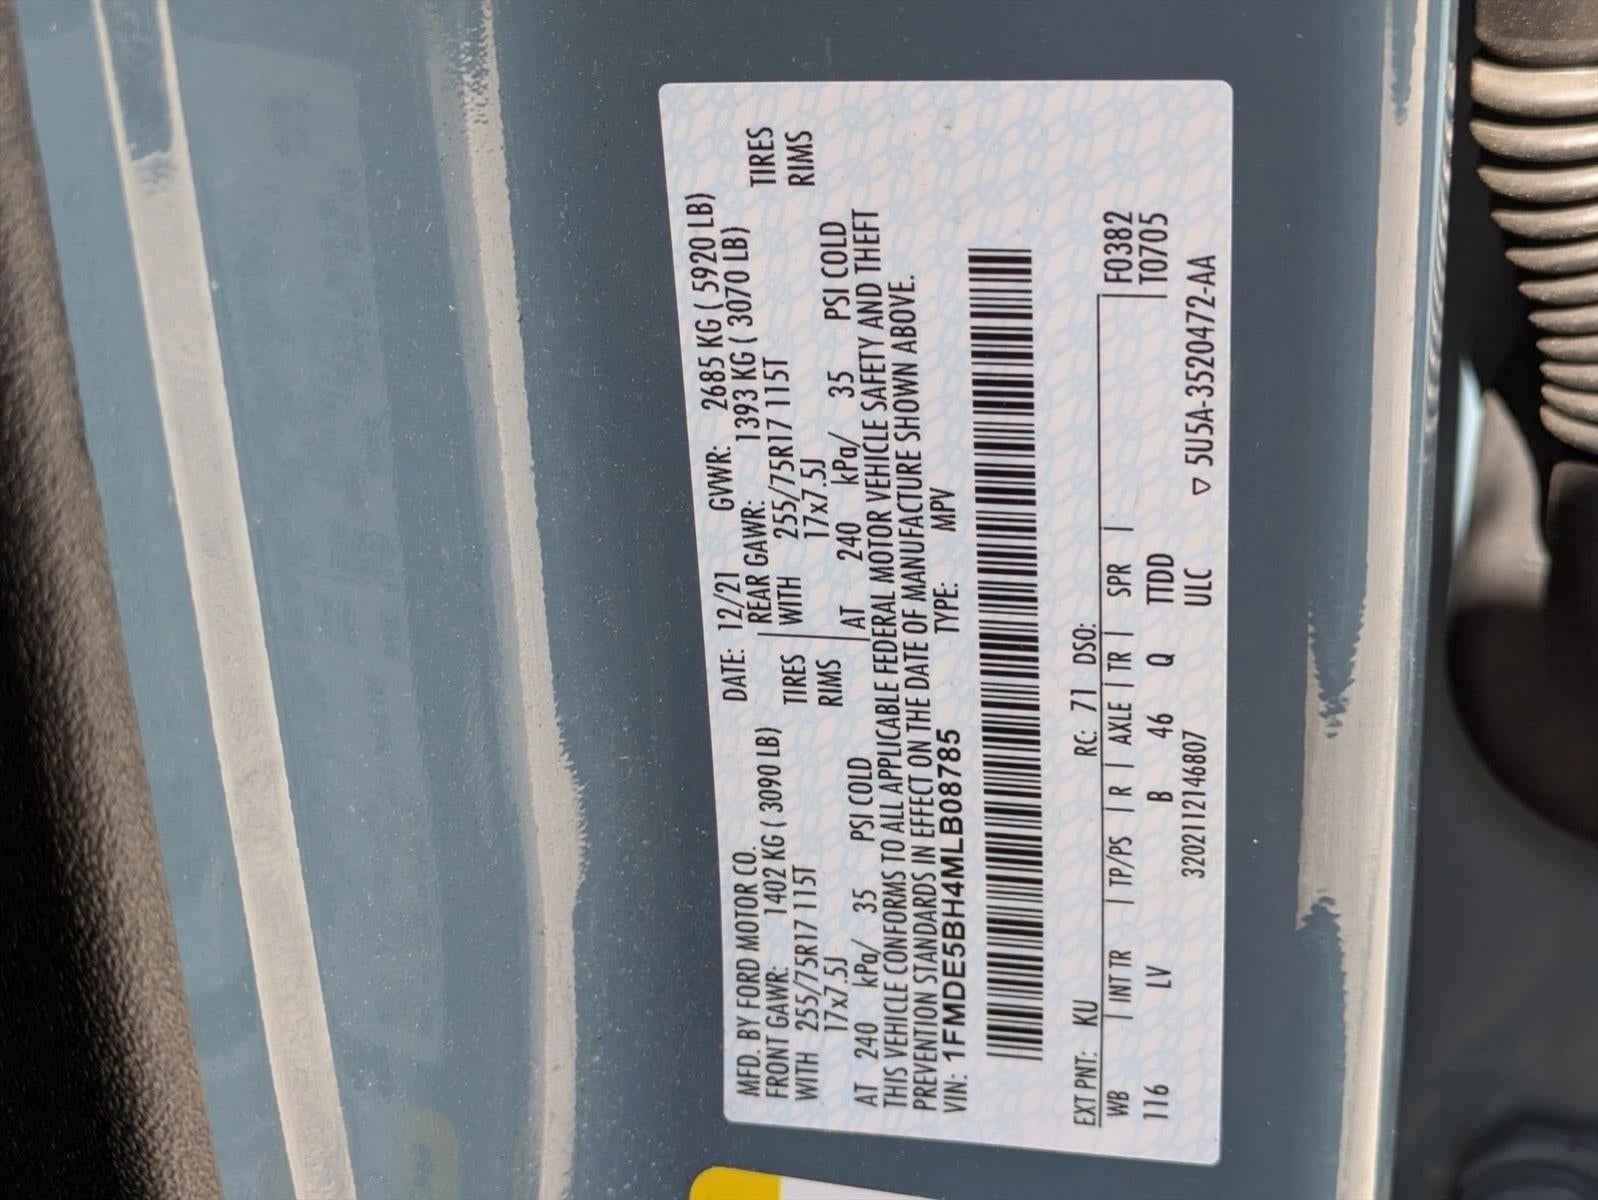 MFD. BY FORD MOTOR CO.
DATE: 12/21 GVWR: 2685 KG ( 5920 LB)
FRONT GAWR: 1402 KG ( 3090 LB) REAR GAWR: 1393 KG ( 3070 LB)
WITH 255/75R17 115T TIRES WITH 255/75R17 115T TIRES
17x7.5J RIMS 17x7.5J RIMS
AT 240 kPa/ 35 PSI COLD AT 240 kPa/ 35 PSI COLD
THIS VEHICLE CONFORMS TO ALL APPLICABLE FEDERAL MOTOR VEHICLE SAFETY AND THEFT
PREVENTION STANDARDS IN EFFECT ON THE DATE OF MANUFACTURE SHOWN ABOVE.
VIN: 1FMDE5BH4MLB08785 TYPE: MPV
EXT PNT: KU RC: 71 DSO: F0382
WB | INT TR | TP/PS | R | AXLE | TR | SPR | T0705
116 LV B 46 Q TTDD
3202112146807 ULC ▽ 5U5A-3520472-AA